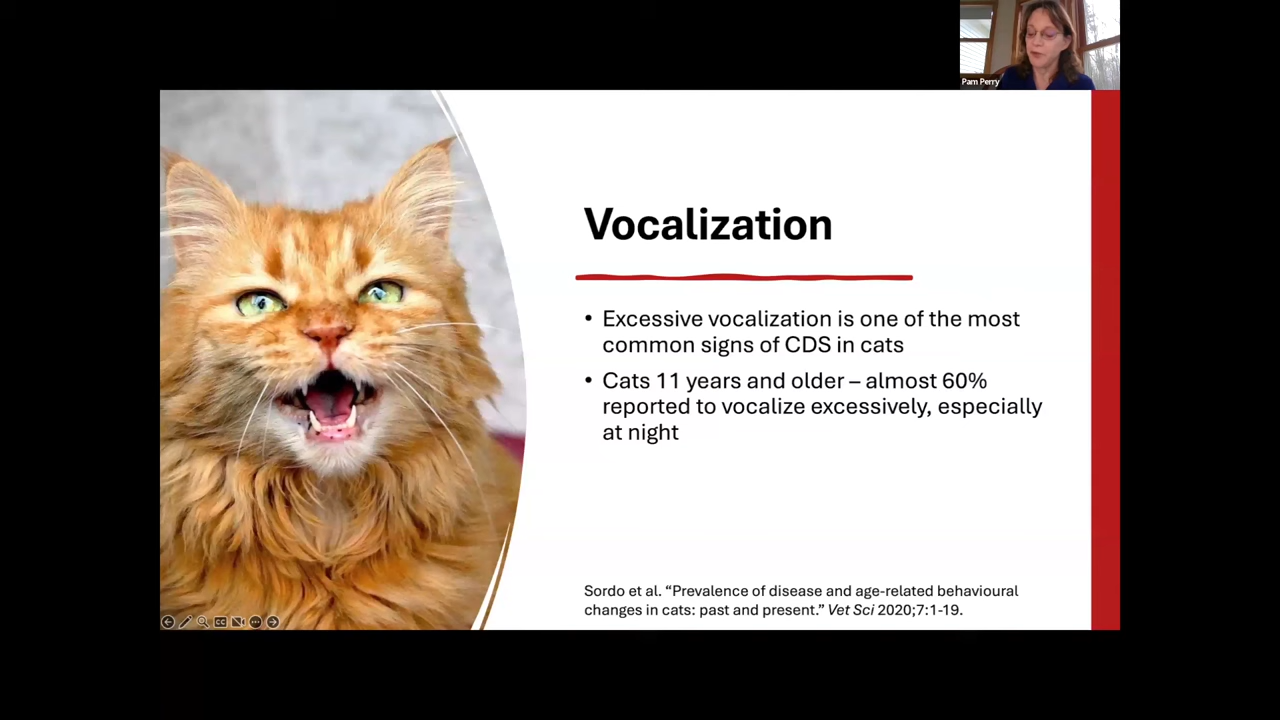 Pam Perry
Vocalization
• Excessive vocalization is one of the most
common signs of CDS in cats
• Cats 11 years and older – almost 60%
reported to vocalize excessively, especially
at night
Sordo et al. “Prevalence of disease and age-related behavioural
changes in cats: past and present.” Vet Sci 2020;7:1-19.
CC